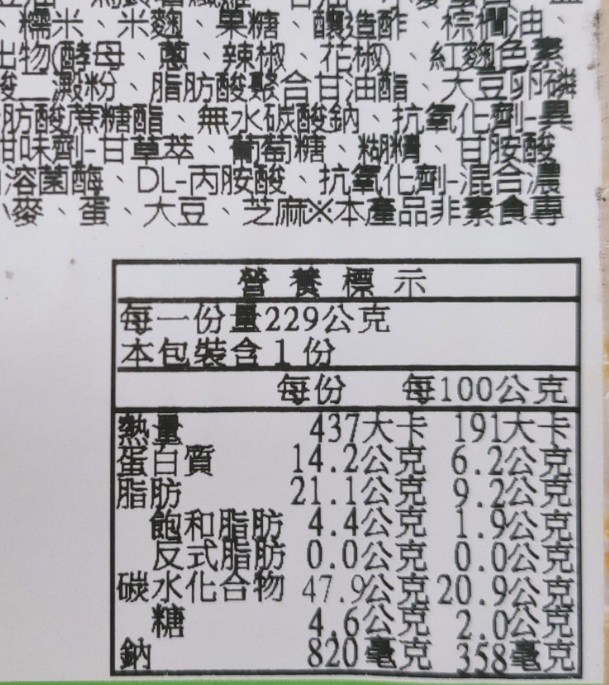 糯米、米麴、果糖、釀造醋、棕櫚油、
出物(酵母、蔥、辣椒、花椒)、紅麴色素
酸二澱粉、脂肪酸聚合甘油酯、大豆卵磷
肪酸蔗糖酯、無水碳酸鈉、抗氧化劑-異
甜味劑-甘草萃、葡萄糖、糊精、甘胺酸
溶菌酶、DL-丙胺酸、抗氧化劑-混合濃
小麥、蛋、大豆、芝麻※本產品非素食專
營養標示
每一份量229公克
本包裝含1份
每份 每100公克
熱量 437大卡 191大卡
蛋白質 14.2公克 6.2公克
脂肪 21.1公克 9.2公克
飽和脂肪 4.4公克 1.9公克
反式脂肪 0.0公克 0.0公克
碳水化合物 47.9公克 20.9公克
糖 4.6公克 2.0公克
鈉 820毫克 358毫克